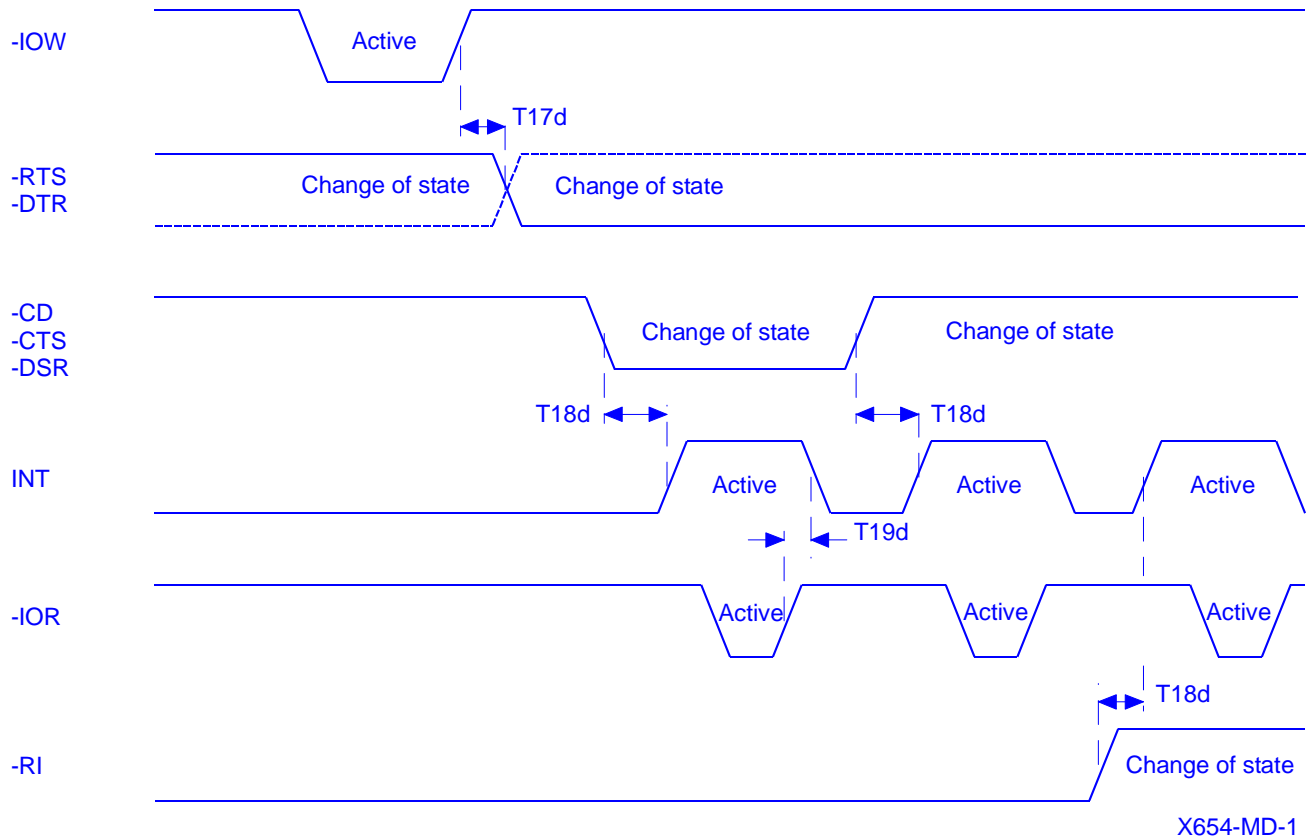 -IOW
Active
T17d
-RTS
-DTR
Change of state
Change of state
-CD
-CTS
-DSR
Change of state
Change of state
T18d
T18d
INT
Active
Active
Active
T19d
-IOR
Active
Active
Active
T18d
-RI
Change of state
X654-MD-1